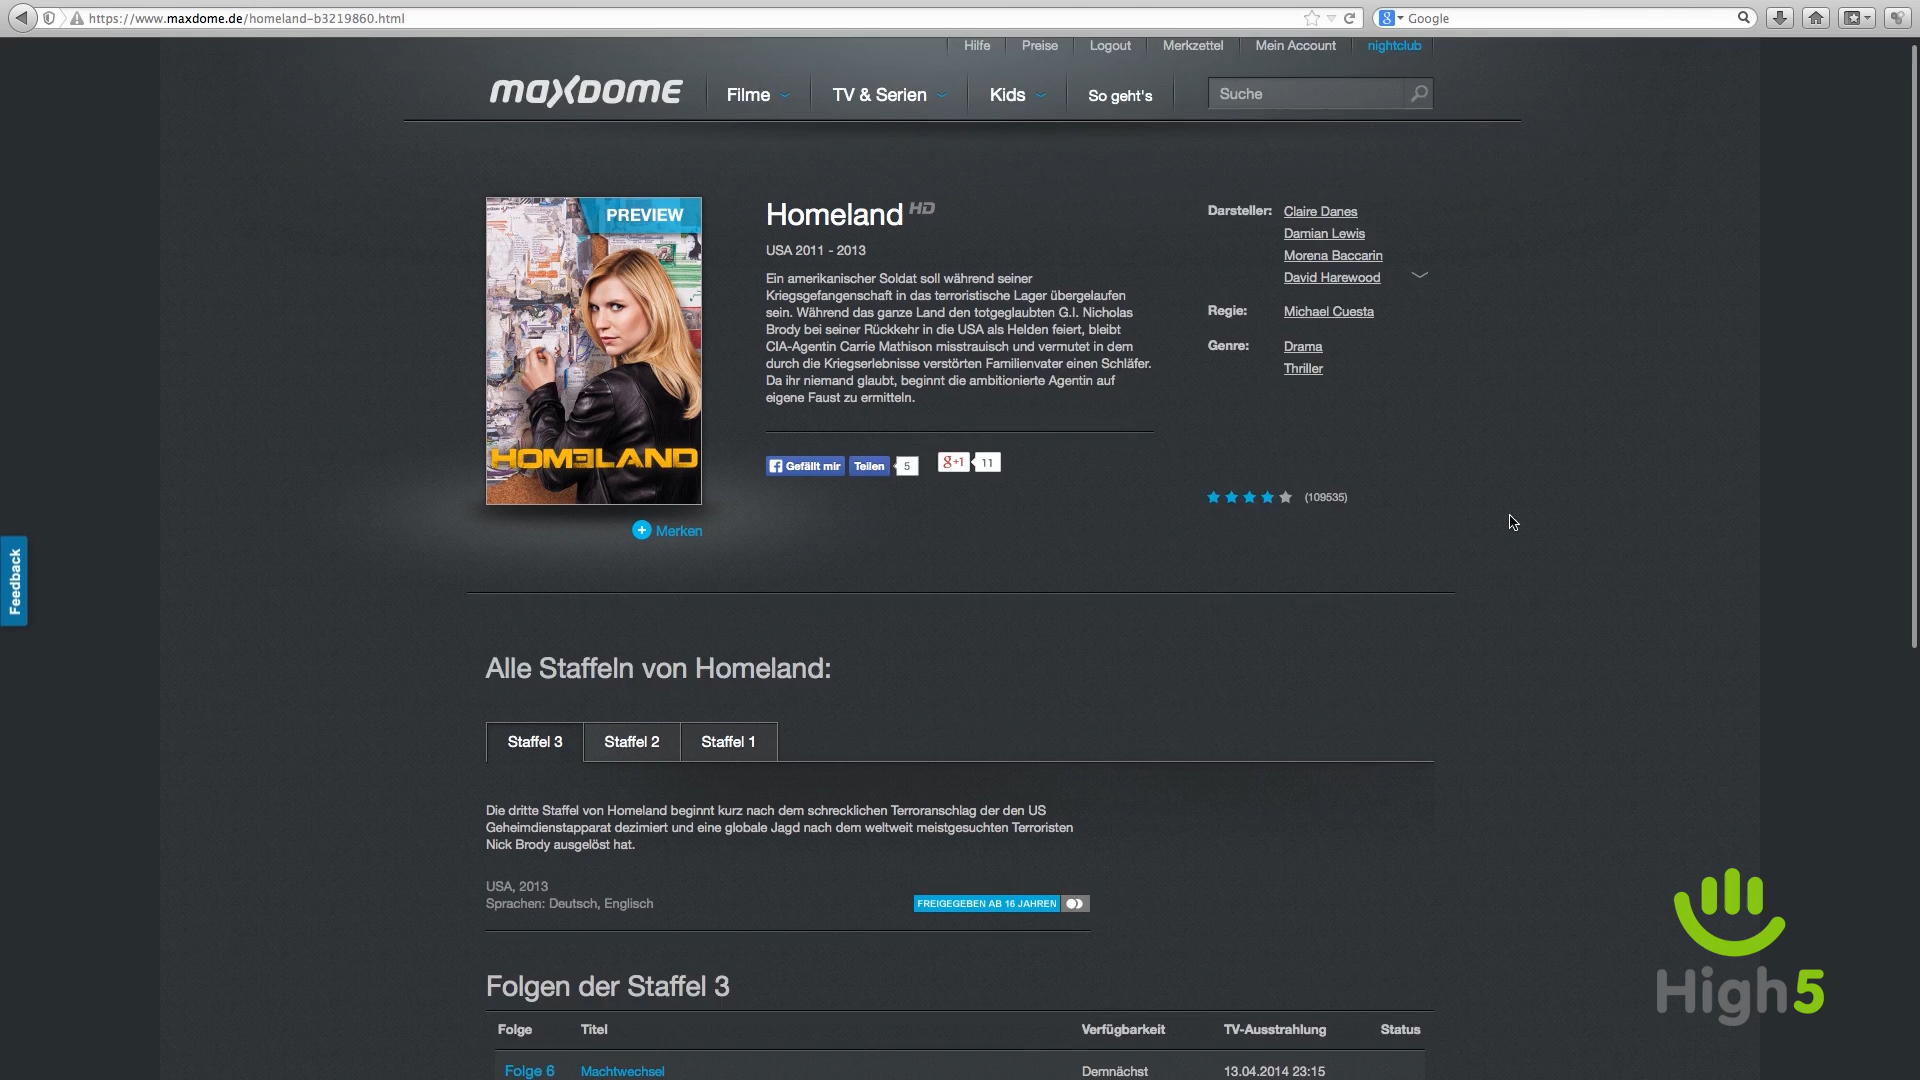 https://www.maxdome.de/homeland-b3219860.html
Google
Hilfe
Preise
Logout
Merkzettel
Mein Account
nightclub
maxdome
Filme
TV & Serien
Kids
So geht's
Suche
PREVIEW
HOMELAND
Merken
Homeland HD
USA 2011 - 2013
Ein amerikanischer Soldat soll während seiner
Kriegsgefangenschaft in das terroristische Lager übergelaufen
sein. Während das ganze Land den totgeglaubten G.I. Nicholas
Brody bei seiner Rückkehr in die USA als Helden feiert, bleibt
CIA-Agentin Carrie Mathison misstrauisch und vermutet in dem
durch die Kriegserlebnisse verstörten Familienvater einen Schläfer.
Da ihr niemand glaubt, beginnt die ambitionierte Agentin auf
eigene Faust zu ermitteln.
Gefällt mir
Teilen
5
g+1
11
Darsteller:
Claire Danes
Damian Lewis
Morena Baccarin
David Harewood
Regie:
Michael Cuesta
Genre:
Drama
Thriller
(109535)
Feedback
Alle Staffeln von Homeland:
Staffel 3
Staffel 2
Staffel 1
Die dritte Staffel von Homeland beginnt kurz nach dem schrecklichen Terroranschlag der den US
Geheimdienstapparat dezimiert und eine globale Jagd nach dem weltweit meistgesuchten Terroristen
Nick Brody ausgelöst hat.
USA, 2013
Sprachen: Deutsch, Englisch
FREIGEGEBEN AB 16 JAHREN
Folgen der Staffel 3
Folge
Titel
Verfügbarkeit
TV-Ausstrahlung
Status
Folge 6
Machtwechsel
Demnächst
13.04.2014 23:15
High5